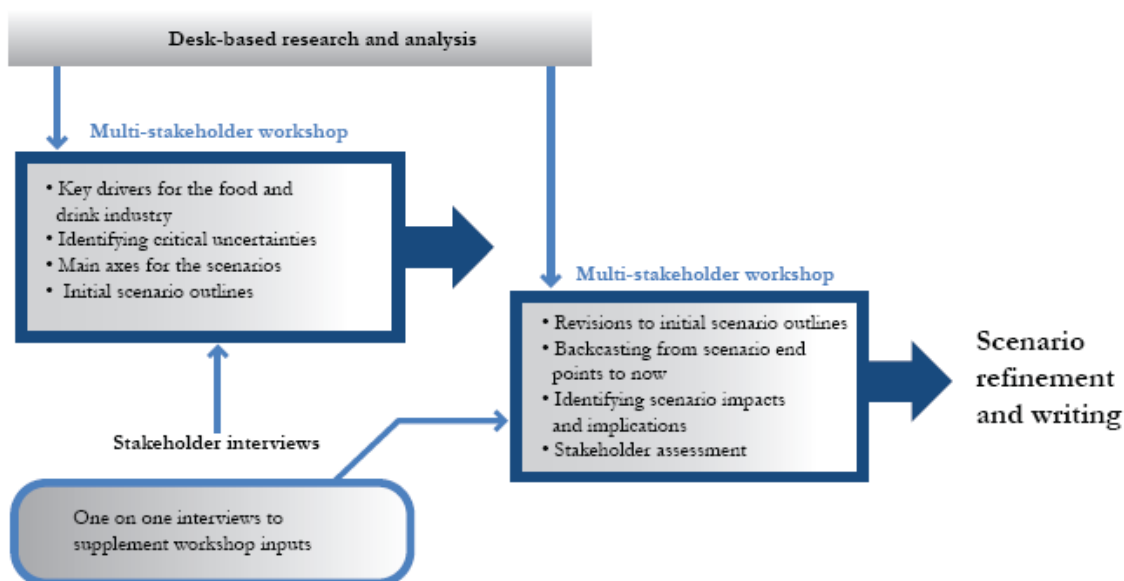 Desk-based research and analysis
Multi-stakeholder workshop
• Key drivers for the food and
drink industry
• Identifying critical uncertainties
• Main axes for the scenarios
• Initial scenario outlines
Multi-stakeholder workshop
• Revisions to initial scenario outlines
• Backcasting from scenario end
points to now
• Identifying scenario impacts
and implications
• Stakeholder assessment
Scenario
refinement
and writing
Stakeholder interviews
One on one interviews to
supplement workshop inputs